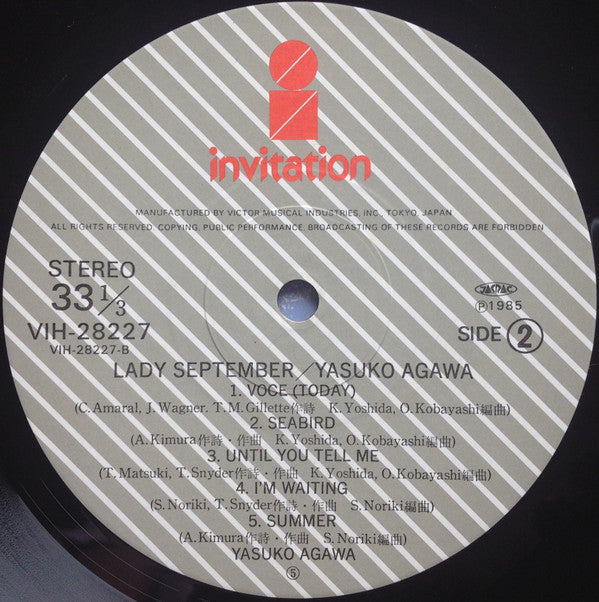 invitation
MANUFACTURED BY VICTOR MUSICAL INDUSTRIES, INC., TOKYO, JAPAN
ALL RIGHTS RESERVED. COPYING, PUBLIC PERFORMANCE, BROADCASTING OF THESE RECORDS ARE FORBIDDEN
STEREO
33 1/3
VIH-28227
VIH-28227-B
JASRAC
Ⓟ1985
SIDE ②
LADY SEPTEMBER／YASUKO AGAWA
1. VOCE (TODAY)
(C. Amaral, J. Wagner. T. M. Gillette作詩 K. Yoshida, O. Kobayashi編曲)
2. SEABIRD
(A. Kimura作詩・作曲 K. Yoshida, O. Kobayashi編曲)
3. UNTIL YOU TELL ME
(T. Matsuki, T. Snyder作詩・作曲 K. Yoshida, O. Kobayashi編曲)
4. I'M WAITING
(S. Noriki, T. Snyder作詩・作曲 S. Noriki編曲)
5. SUMMER
(A. Kimura作詩・作曲 S. Noriki編曲)
YASUKO AGAWA
⑤